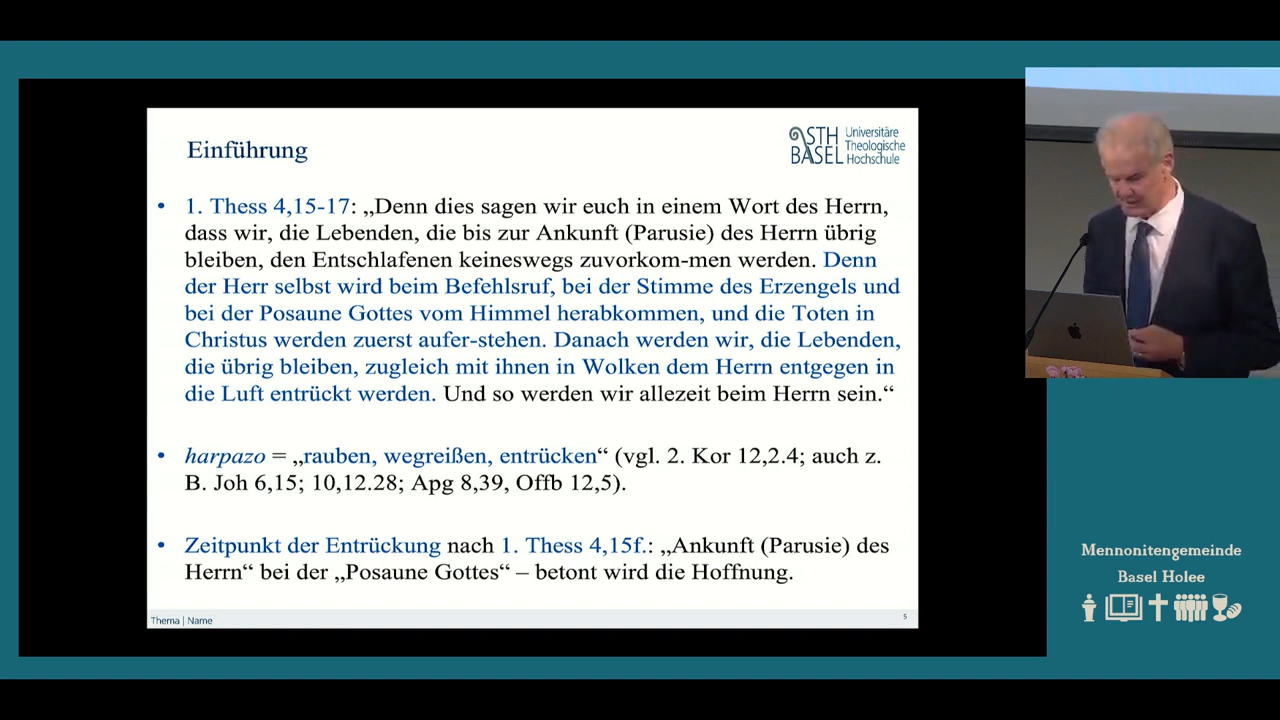 Einführung
STH
BASEL
Universitäre
Theologische
Hochschule
• 1. Thess 4,15-17: „Denn dies sagen wir euch in einem Wort des Herrn,
dass wir, die Lebenden, die bis zur Ankunft (Parusie) des Herrn übrig
bleiben, den Entschlafenen keineswegs zuvorkom-men werden. Denn
der Herr selbst wird beim Befehlsruf, bei der Stimme des Erzengels und
bei der Posaune Gottes vom Himmel herabkommen, und die Toten in
Christus werden zuerst aufer-stehen. Danach werden wir, die Lebenden,
die übrig bleiben, zugleich mit ihnen in Wolken dem Herrn entgegen in
die Luft entrückt werden. Und so werden wir allezeit beim Herrn sein.“
• harpazo = „rauben, wegreißen, entrücken“ (vgl. 2. Kor 12,2.4; auch z.
B. Joh 6,15; 10,12.28; Apg 8,39, Offb 12,5).
• Zeitpunkt der Entrückung nach 1. Thess 4,15f.: „Ankunft (Parusie) des
Herrn“ bei der „Posaune Gottes“ – betont wird die Hoffnung.
Thema | Name
5
Mennonitengemeinde
Basel Holee